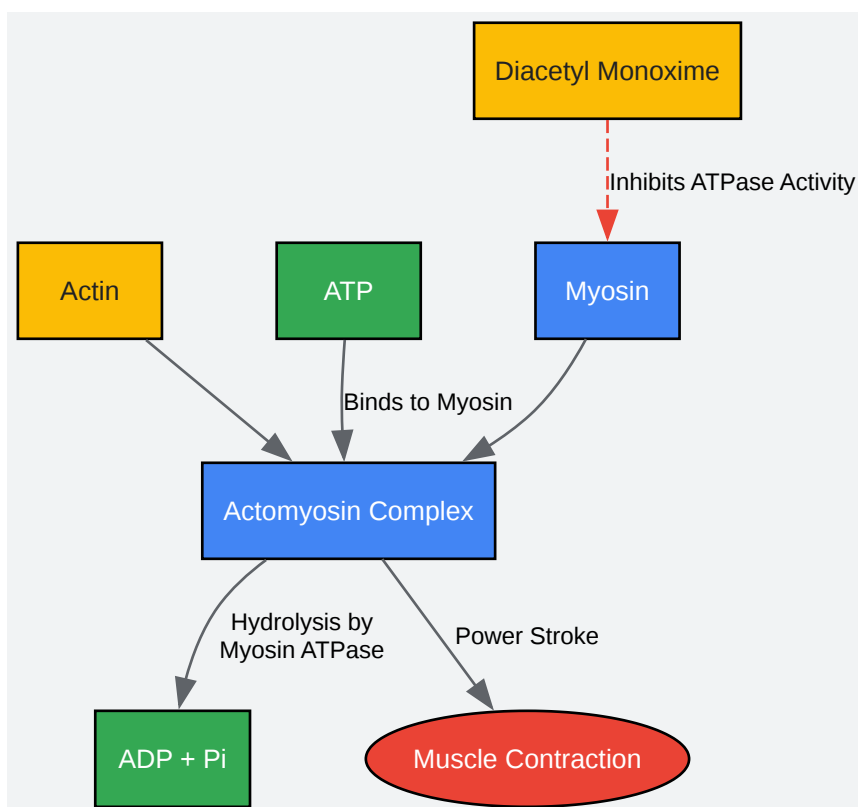 Diacetyl Monoxime
Inhibits ATPase Activity
Actin
ATP
Myosin
Binds to Myosin
Actomyosin Complex
Hydrolysis by
Myosin ATPase
Power Stroke
ADP + Pi
Muscle Contraction